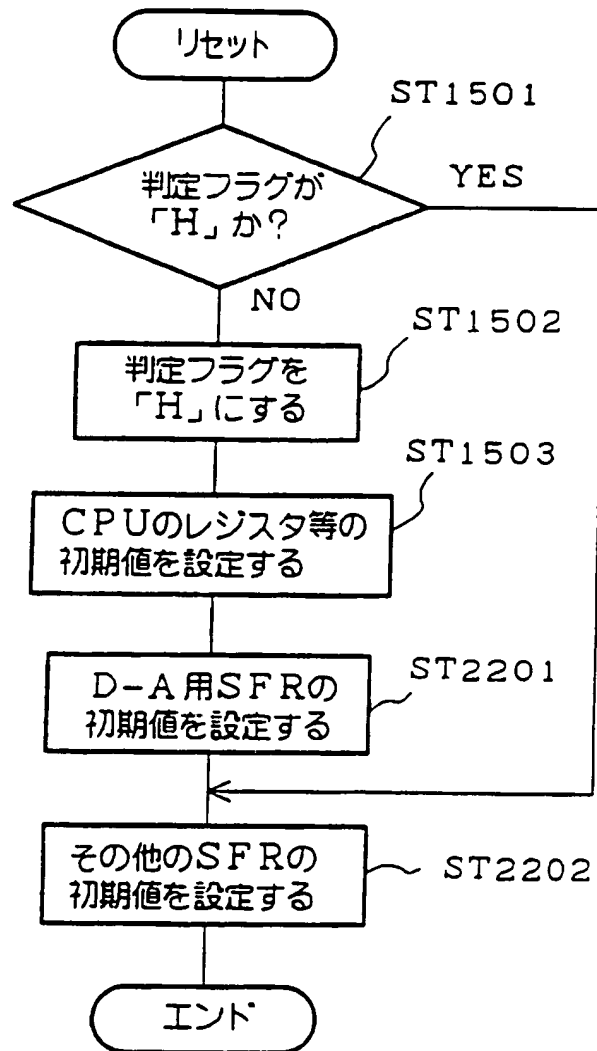 リセット
ST1501
判定フラグが
「H」か?
YES
NO
ST1502
判定フラグを
「H」にする
ST1503
CPUのレジスタ等の
初期値を設定する
ST2201
D-A用SFRの
初期値を設定する
その他のSFRの
初期値を設定する
ST2202
エンド